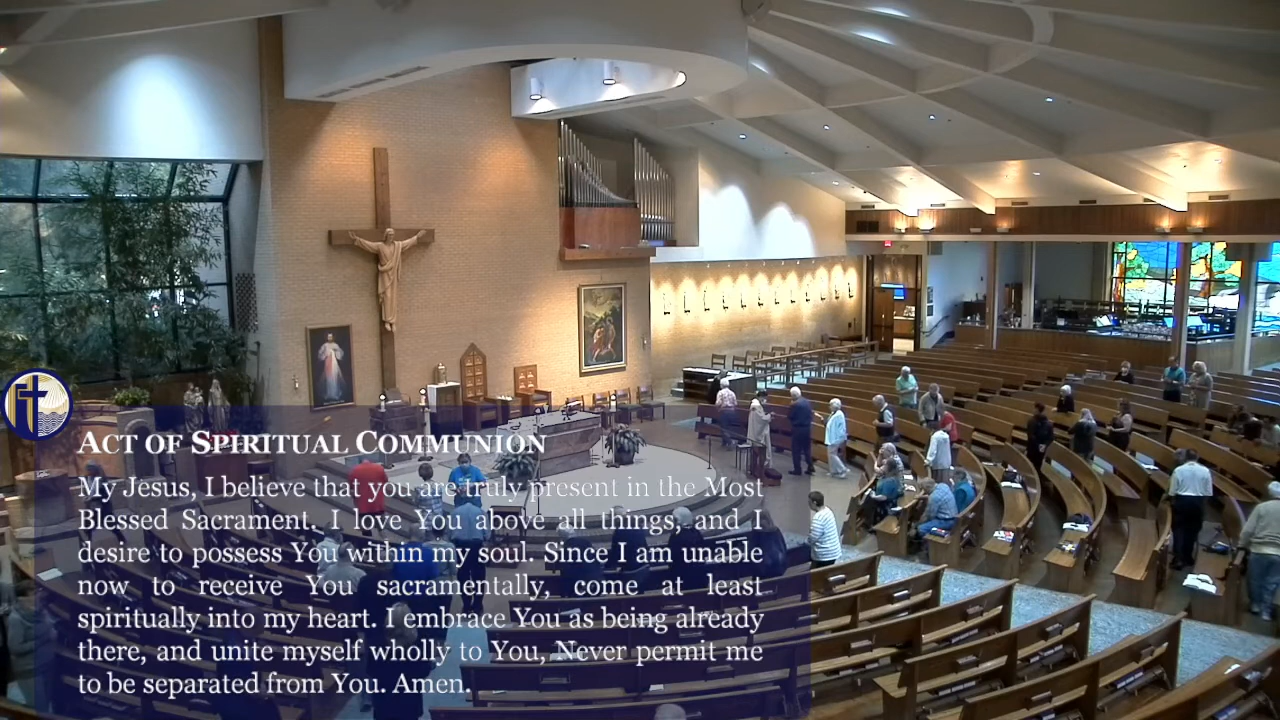 ACT OF SPIRITUAL COMMUNION
My Jesus, I believe that you are truly present in the Most
Blessed Sacrament. I love You above all things, and I
desire to possess You within my soul. Since I am unable
now to receive You sacramentally, come at least
spiritually into my heart. I embrace You as being already
there, and unite myself wholly to You, Never permit me
to be separated from You. Amen.